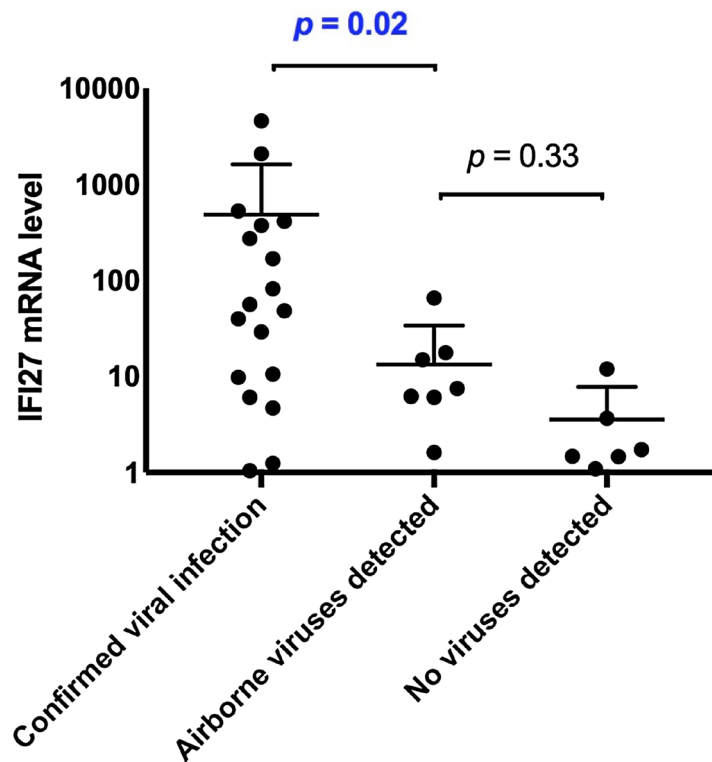 p = 0.02
p = 0.33
IFI27 mRNA level
10000
1000
100
10
1
Confirmed viral infection
Airborne viruses detected
No viruses detected